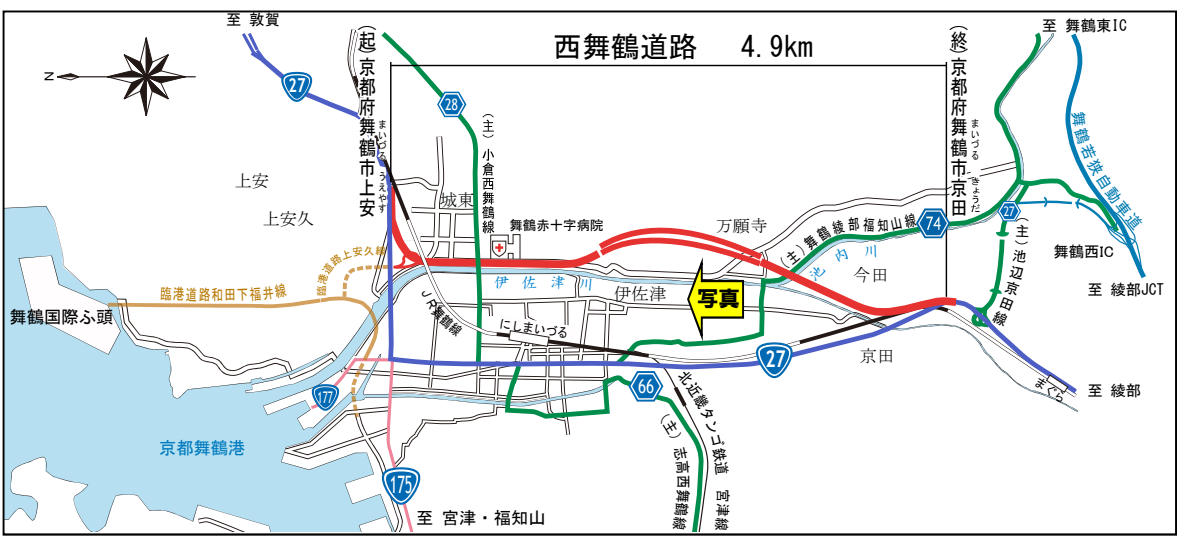 至 敦賀
西舞鶴道路　4.9km
至 舞鶴東IC
N
27
28
(起)京都府舞鶴市上安
まいづる うえやす
(終)京都府舞鶴市京田
まいづる きょうだ
(主)小倉西舞鶴線
舞鶴若狭自動車道
上安
上安久
城東
舞鶴赤十字病院
万願寺
(主)舞鶴綾部福知山線
74
27
(主)池辺京田線
舞鶴西IC
池内川
今田
至 綾部JCT
臨港道路上安久線
臨港道路和田下福井線
舞鶴国際ふ頭
伊佐津川
伊佐津
写真
JR舞鶴線
にしまいづる
京田
27
まぐら
至 綾部
177
66
北近畿タンゴ鉄道 宮津線
(主)志高西舞鶴線
京都舞鶴港
175
至 宮津・福知山